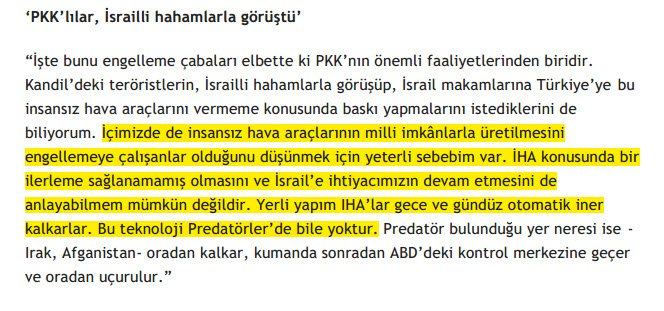 ‘PKK’lılar, İsrailli hahamlarla görüştü’
“İşte bunu engelleme çabaları elbette ki PKK’nın önemli faaliyetlerinden biridir.
Kandil’deki teröristlerin, İsrailli hahamlarla görüşüp, İsrail makamlarına Türkiye’ye bu
insansız hava araçlarını vermeme konusunda baskı yapmalarını istediklerini de
biliyorum. İçimizde de insansız hava araçlarının milli imkânlarla üretilmesini
engellemeye çalışanlar olduğunu düşünmek için yeterli sebebim var. İHA konusunda bir
ilerleme sağlanamamış olmasını ve İsrail’e ihtiyacımızın devam etmesini de
anlayabilmem mümkün değildir. Yerli yapım IHA’lar gece ve gündüz otomatik iner
kalkarlar. Bu teknoloji Predatörler’de bile yoktur. Predatör bulunduğu yer neresi ise -
Irak, Afganistan- oradan kalkar, kumanda sonradan ABD’deki kontrol merkezine geçer
ve oradan uçurulur.”